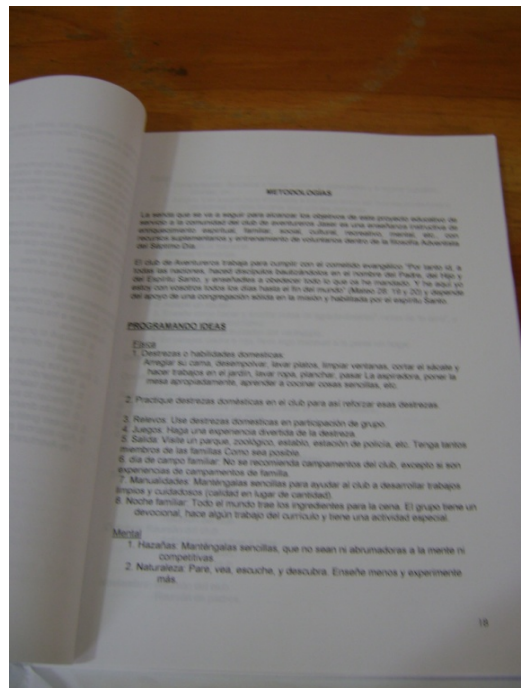 METODOLOGÍAS
La senda que se va a seguir para alcanzar los objetivos de este proyecto educativo de
servicio a la comunidad del club de aventureros Jaser es una enseñanza instructiva de
enriquecimiento espiritual, familiar, social, cultural, recreativo, mental, etc., con
recursos suplementarios y entrenamiento de voluntarios dentro de la filosofía Adventista
del Séptimo Día.
El club de Aventureros trabaja para cumplir con el cometido evangélico "Por tanto id, a
todas las naciones, haced discípulos bautizándolos en el nombre del Padre, del Hijo y
del Espíritu Santo, y enseñadles a obedecer todo lo que os he mandado. Y he aquí yo
estoy con vosotros todos los días hasta el fin del mundo" (Mateo 28: 19 y 20) y depende
del apoyo de una congregación sólida en la misión y habilitada por el espíritu Santo.
PROGRAMANDO IDEAS
Física
1. Destrezas o habilidades domesticas.
Arreglar su cama, desempolvar, lavar platos, limpiar ventanas, cortar el sácate y
hacer trabajos en el jardín, lavar ropa, planchar, pasar La aspiradora, poner la
mesa apropiadamente, aprender a cocinar cosas sencillas, etc.
2. Practique destrezas domésticas en el club para así reforzar esas destrezas.
3. Relevos: Use destrezas domesticas en participación de grupo.
4. Juegos: Haga una experiencia divertida de la destreza.
5. Salida: Visite un parque, zoológico, establo, estación de policía, etc. Tenga tantos
miembros de las familias Como sea posible.
6. día de campo familiar: No se recomienda campamentos del club, excepto si son
experiencias de campamentos de familia.
7. Manualidades: Manténgalas sencillas para ayudar al club a desarrollar trabajos
limpios y cuidadosos (calidad en lugar de cantidad).
8. Noche familiar: Todo el mundo trae los ingredientes para la cena. El grupo tiene un
devocional, hace algún trabajo del currículo y tiene una actividad especial.
Mental
1. Hazañas: Manténgalas sencillas, que no sean ni abrumadoras a la mente ni
competitivas.
2. Naturaleza: Pare, vea, escuche, y descubra. Enseñe menos y experimente
más.
18